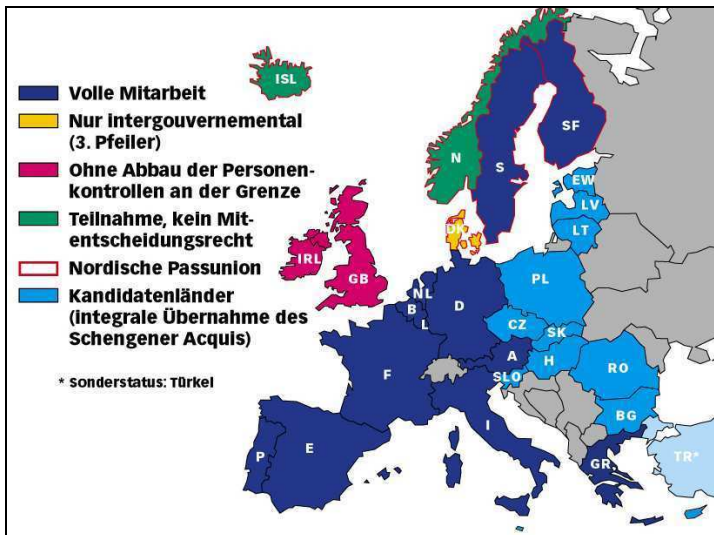 Volle Mitarbeit
Nur intergouvernemental
(3. Pfeiler)
Ohne Abbau der Personen-
kontrollen an der Grenze
Teilnahme, kein Mit-
entscheidungsrecht
Nordische Passunion
Kandidatenländer
(integrale Übernahme des
Schengener Acquis)
* Sonderstatus: Türkel
ISL
N
S
SF
EW
LV
LT
DK
IRL
GB
NL
B
L
D
PL
CZ
SK
A
H
SLO
RO
F
I
BG
P
E
GR
TR*